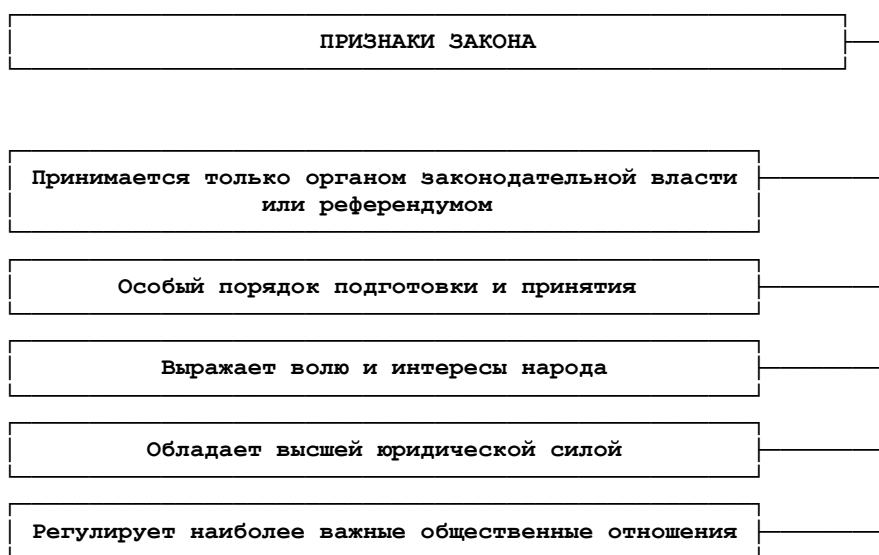 ПРИЗНАКИ ЗАКОНА
Принимается только органом законодательной власти
или референдумом
Особый порядок подготовки и принятия
Выражает волю и интересы народа
Обладает высшей юридической силой
Регулирует наиболее важные общественные отношения